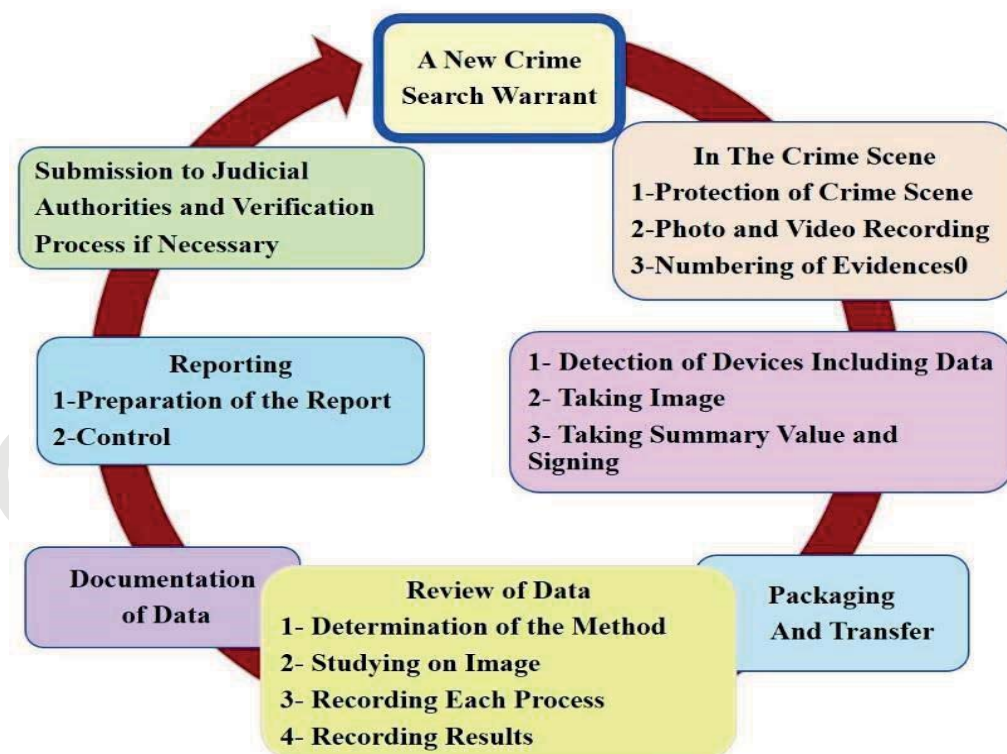 A New Crime
Search Warrant
In The Crime Scene
1-Protection of Crime Scene
2-Photo and Video Recording
3-Numbering of Evidences0
1- Detection of Devices Including Data
2- Taking Image
3- Taking Summary Value and
Signing
Packaging
And Transfer
Review of Data
1- Determination of the Method
2- Studying on Image
3- Recording Each Process
4- Recording Results
Documentation
of Data
Reporting
1-Preparation of the Report
2-Control
Submission to Judicial
Authorities and Verification
Process if Necessary